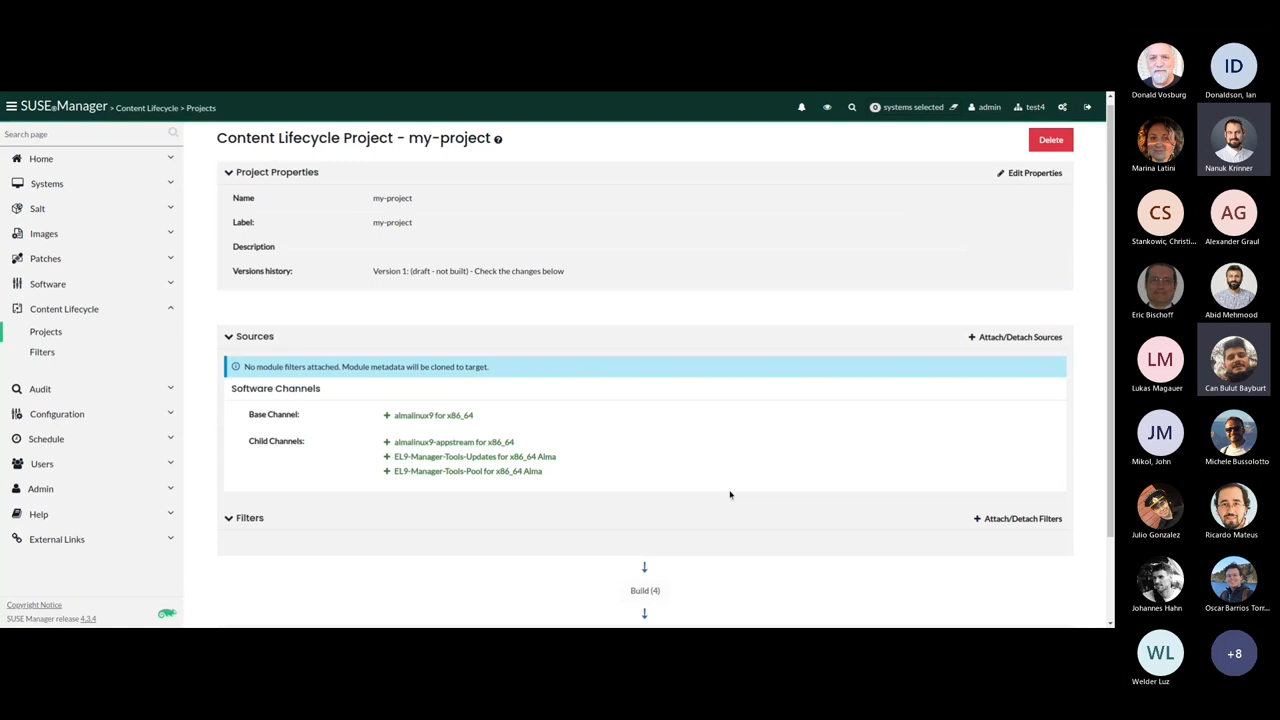 SUSE®Manager > Content Lifecycle > Projects
0 systems selected
admin
test4
Search page
Home
Systems
Salt
Images
Patches
Software
Content Lifecycle
Projects
Filters
Audit
Configuration
Schedule
Users
Admin
Help
External Links
Copyright Notice
SUSE Manager release 4.3.4
Content Lifecycle Project - my-project
Delete
Project Properties
Edit Properties
Name my-project
Label: my-project
Description
Versions history: Version 1: (draft - not built) - Check the changes below
Sources
Attach/Detach Sources
No module filters attached. Module metadata will be cloned to target.
Software Channels
Base Channel: + almalinux9 for x86_64
Child Channels: + almalinux9-appstream for x86_64
+ EL9-Manager-Tools-Updates for x86_64 Alma
+ EL9-Manager-Tools-Pool for x86_64 Alma
Filters
+ Attach/Detach Filters
Build (4)
Donald Vosburg
ID
Donaldson, Ian
Marina Latini
Nanuk Krinner
CS
Stankovic, Christi...
AG
Alexander Graul
Eric Bischoff
Abid Mehmood
LM
Lukas Magauer
Can Bulut Bayburt
JM
Mikol, John
Michele Bussolotto
Julio Gonzalez
Ricardo Mateus
Johannes Hahn
Oscar Barrios Torr...
WL
Welder Luz
+8